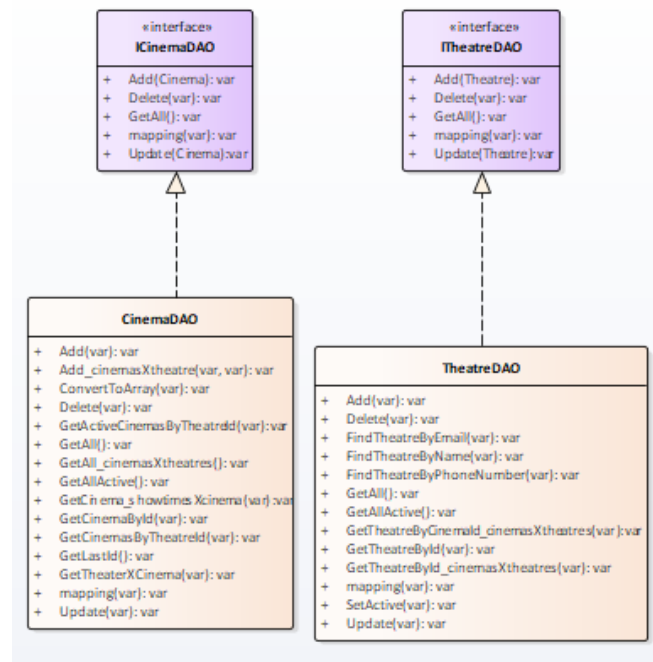 «interface»
ICinemaDAO
+ Add(Cinema): var
+ Delete(var): var
+ GetAll(): var
+ mapping(var): var
+ Update(Cinema):var
«interface»
ITheatreDAO
+ Add(Theatre): var
+ Delete(var): var
+ GetAll(): var
+ mapping(var): var
+ Update(Theatre):var
CinemaDAO
+ Add(var): var
+ Add_cinemasXtheatre(var, var): var
+ ConvertToArray(var): var
+ Delete(var): var
+ GetActiveCinemasByTheatreId(var):var
+ GetAll(): var
+ GetAll_cinemasXtheatres(): var
+ GetAllActive(): var
+ GetCinema_showtimesXcinema(var):var
+ GetCinemaById(var): var
+ GetCinemasByTheatreId(var): var
+ GetLastId(): var
+ GetTheaterXCinema(var): var
+ mapping(var): var
+ Update(var): var
TheatreDAO
+ Add(var): var
+ Delete(var): var
+ FindTheatreByEmail(var): var
+ FindTheatreByName(var): var
+ FindTheatreByPhoneNumber(var): var
+ GetAll(): var
+ GetAllActive(): var
+ GetTheatreByCinemaId_cinemasXtheatres(var):var
+ GetTheatreById(var): var
+ GetTheatreById_cinemasXtheatres(var): var
+ mapping(var): var
+ SetActive(var): var
+ Update(var): var